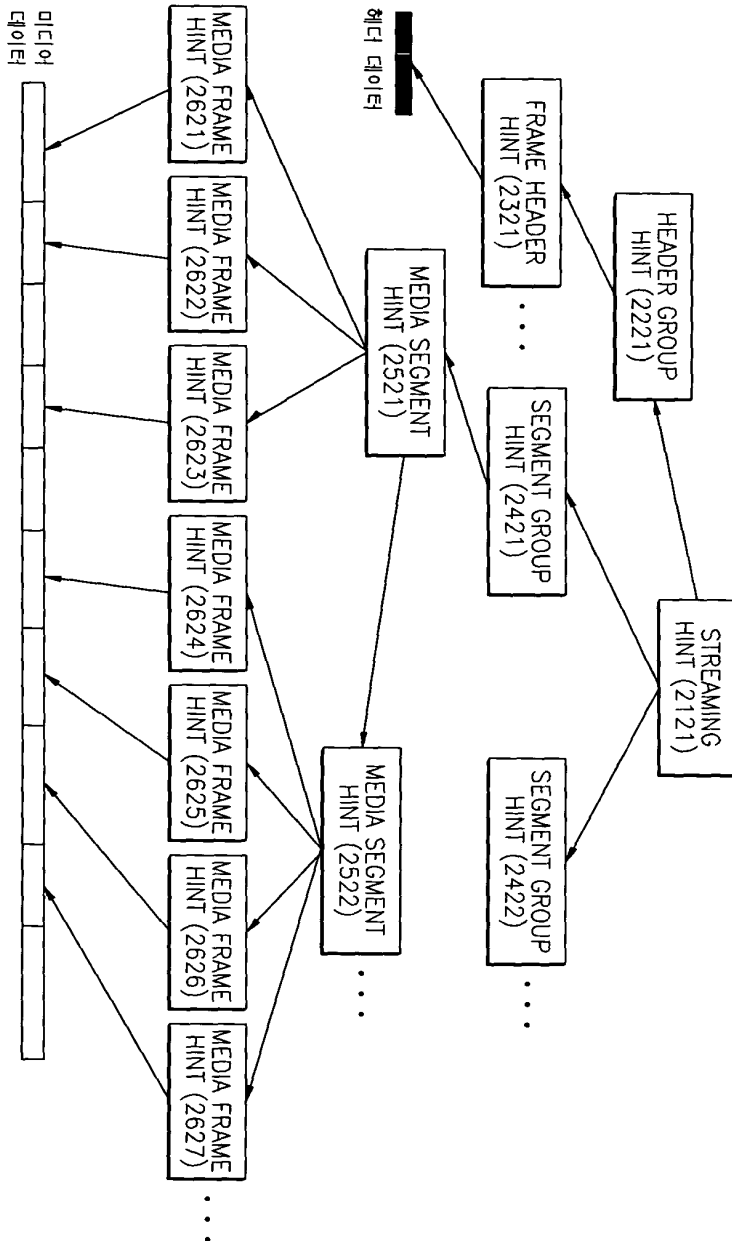 STREAMING
HINT (2121)
HEADER GROUP
HINT (2221)
FRAME HEADER
HINT (2321)
• • •
SEGMENT GROUP
HINT (2421)
SEGMENT GROUP
HINT (2422)
• • •
헤더 데이터
MEDIA SEGMENT
HINT (2521)
MEDIA SEGMENT
HINT (2522)
• • •
MEDIA FRAME
HINT (2621)
MEDIA FRAME
HINT (2622)
MEDIA FRAME
HINT (2623)
MEDIA FRAME
HINT (2624)
MEDIA FRAME
HINT (2625)
MEDIA FRAME
HINT (2626)
MEDIA FRAME
HINT (2627)
• • •
미디어
데이터